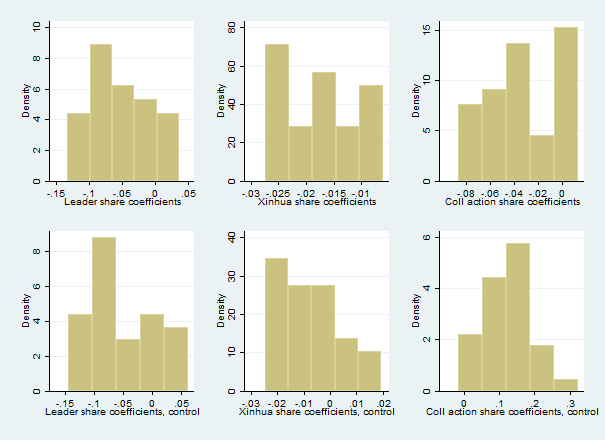 10
8
6
4
2
0
Density
-.15 -.1 -.05 0 .05
Leader share coefficients
80
60
40
20
0
Density
-.03 -.025 -.02 -.015 -.01
Xinhua share coefficients
15
10
5
0
Density
-.08 -.06 -.04 -.02 0
Coll action share coefficients
8
6
4
2
0
Density
-.15 -.1 -.05 0 .05
Leader share coefficients, control
40
30
20
10
0
Density
-.03 -.02 -.01 0 .01 .02
Xinhua share coefficients, control
6
4
2
0
Density
0 .1 .2 .3
Coll action share coefficients, control